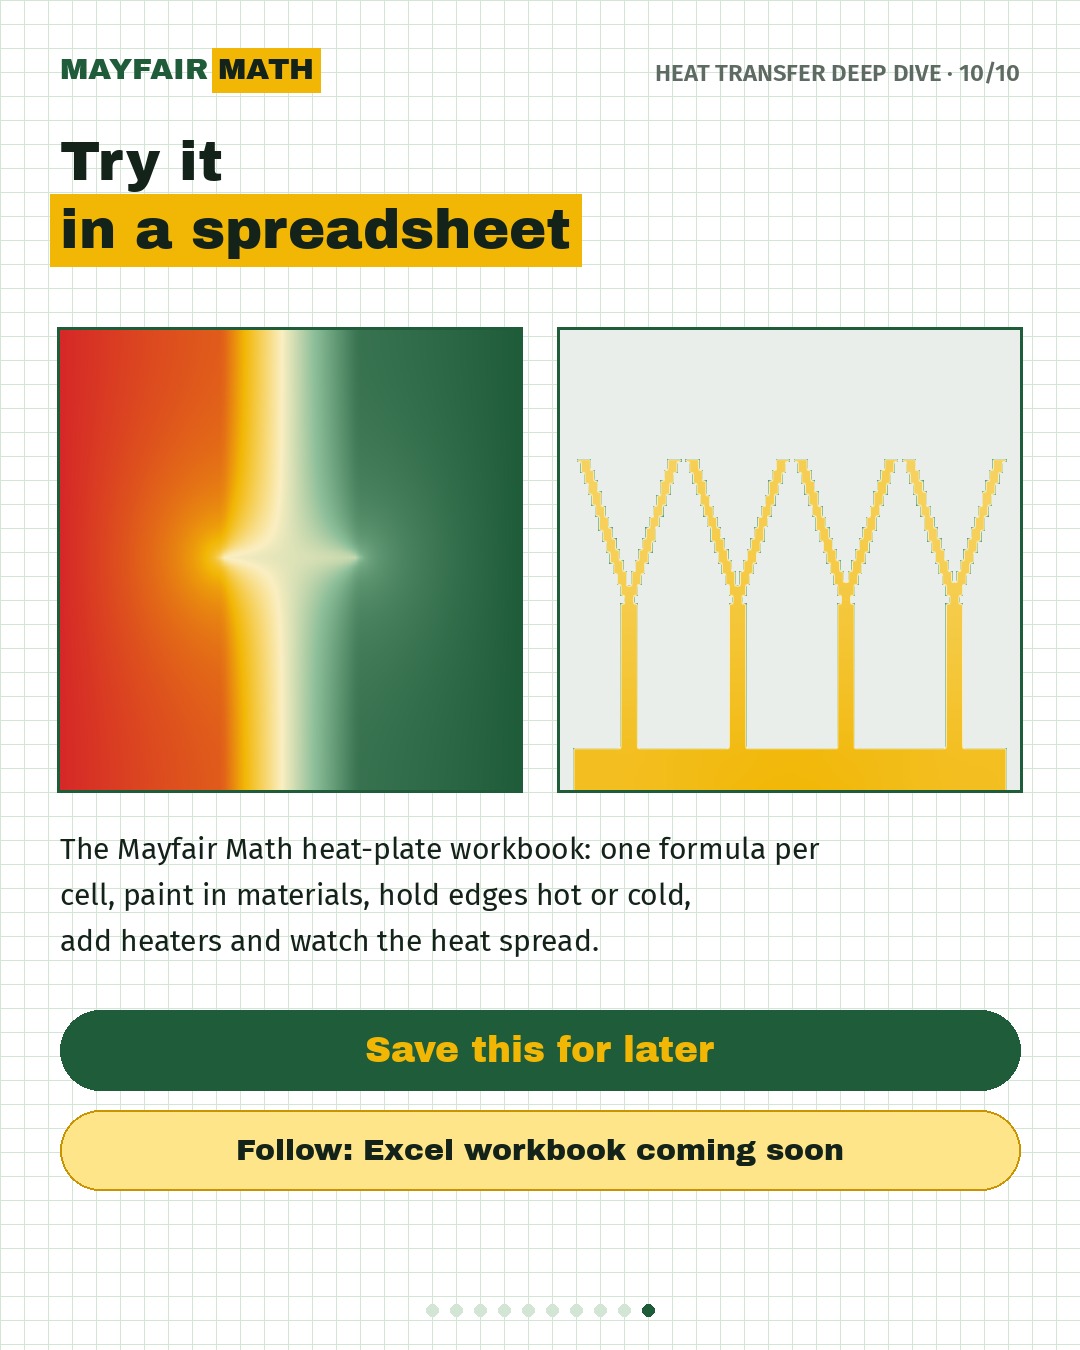 MAYFAIR MATH
HEAT TRANSFER DEEP DIVE · 10/10
Try it
in a spreadsheet
The Mayfair Math heat-plate workbook: one formula per
cell, paint in materials, hold edges hot or cold,
add heaters and watch the heat spread.
Save this for later
Follow: Excel workbook coming soon